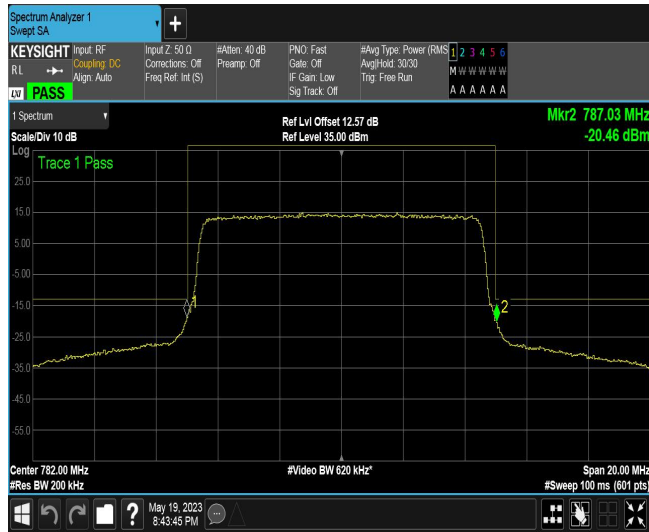 Spectrum Analyzer 1
Swept SA
+
KEYSIGHT Input: RF Input Z: 50 Ω #Atten: 40 dB PNO: Fast #Avg Type: Power (RMS 1 2 3 4 5 6
RL Coupling: DC Corrections: Off Preamp: Off Gate: Off Avg|Hold: 30/30 M W W W W W
Align: Auto Freq Ref: Int (S) IF Gain: Low Trig: Free Run
LXI PASS Sig Track: Off A A A A A A
1 Spectrum Ref Lvl Offset 12.57 dB Mkr2 787.03 MHz
Scale/Div 10 dB Ref Level 35.00 dBm -20.46 dBm
Log
Trace 1 Pass
25.0
15.0
5.00
-5.00
-15.0 1 2
-25.0
-35.0
-45.0
-55.0
Center 782.00 MHz #Video BW 620 kHz* Span 20.00 MHz
#Res BW 200 kHz #Sweep 100 ms (601 pts)
? May 19, 2023
8:43:45 PM